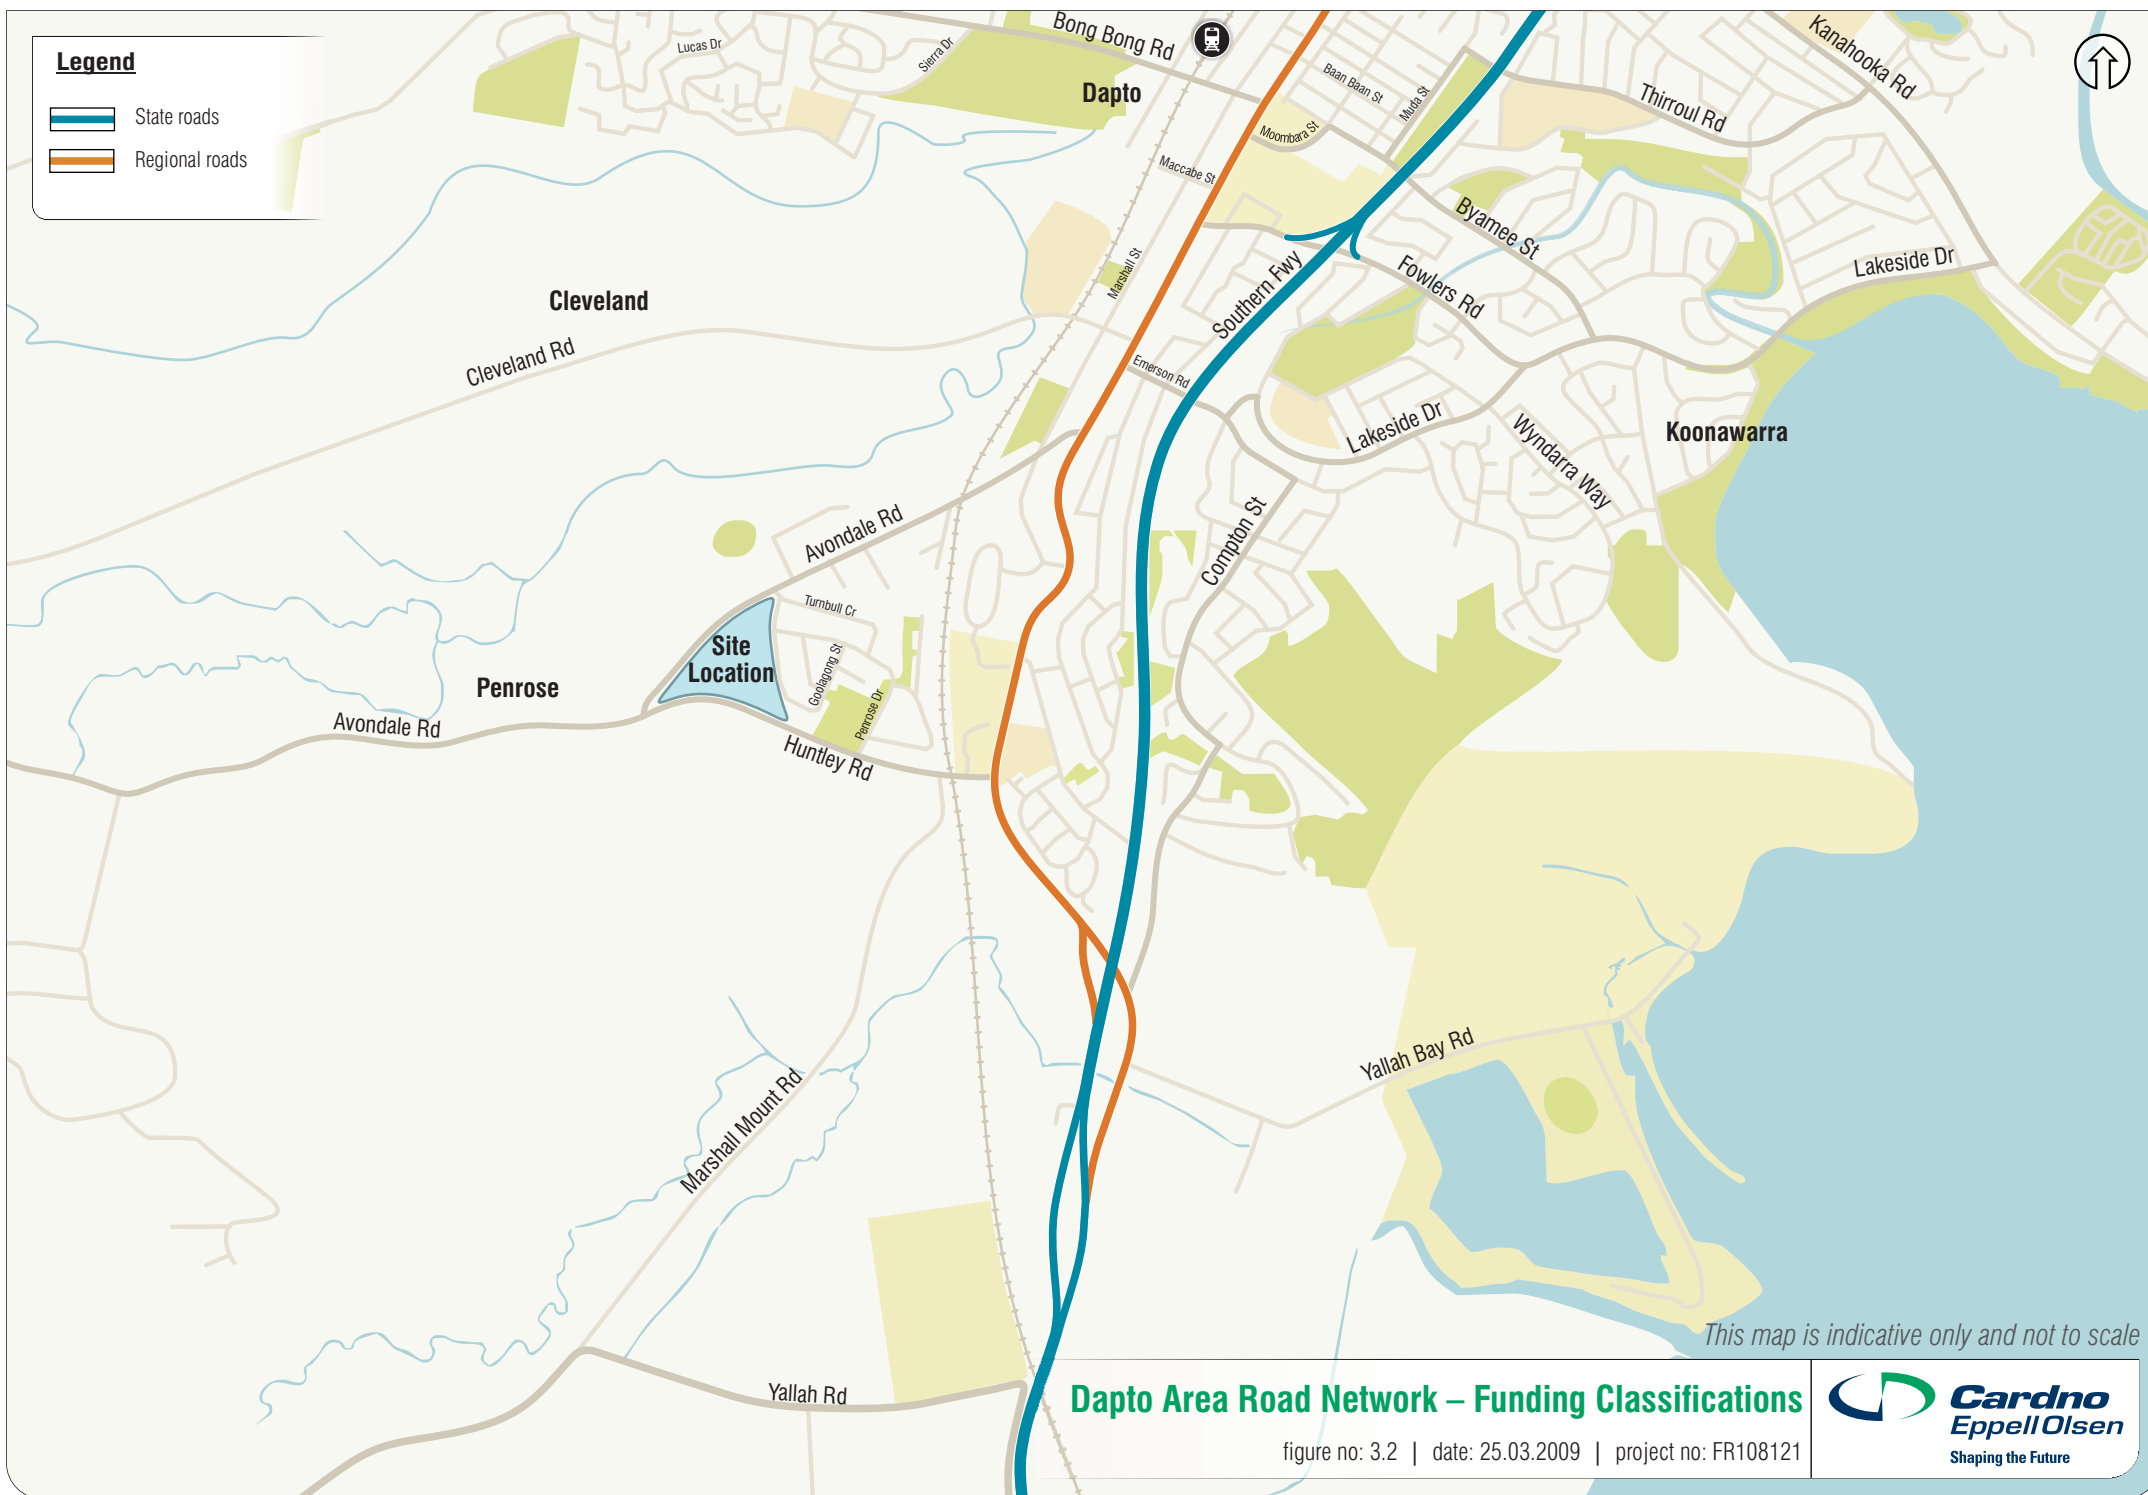 Legend
State roads
Regional roads
Lucas Dr
Sierra Dr
Bong Bong Rd
Dapto
Baan Baan St
Muda St
Moombara St
Maccabe St
Thirroul Rd
Kanahooka Rd
Marshall St
Southern Fwy
Byamee St
Fowlers Rd
Lakeside Dr
Cleveland
Cleveland Rd
Emerson Rd
Lakeside Dr
Wyndarra Way
Koonawarra
Avondale Rd
Compton St
Turnbull Cr
Site
Location
Goolagong St
Penrose Dr
Penrose
Avondale Rd
Huntley Rd
Yallah Bay Rd
Marshall Mount Rd
Yallah Rd
This map is indicative only and not to scale
Dapto Area Road Network – Funding Classifications
figure no: 3.2 | date: 25.03.2009 | project no: FR108121
Cardno
Eppell Olsen
Shaping the Future